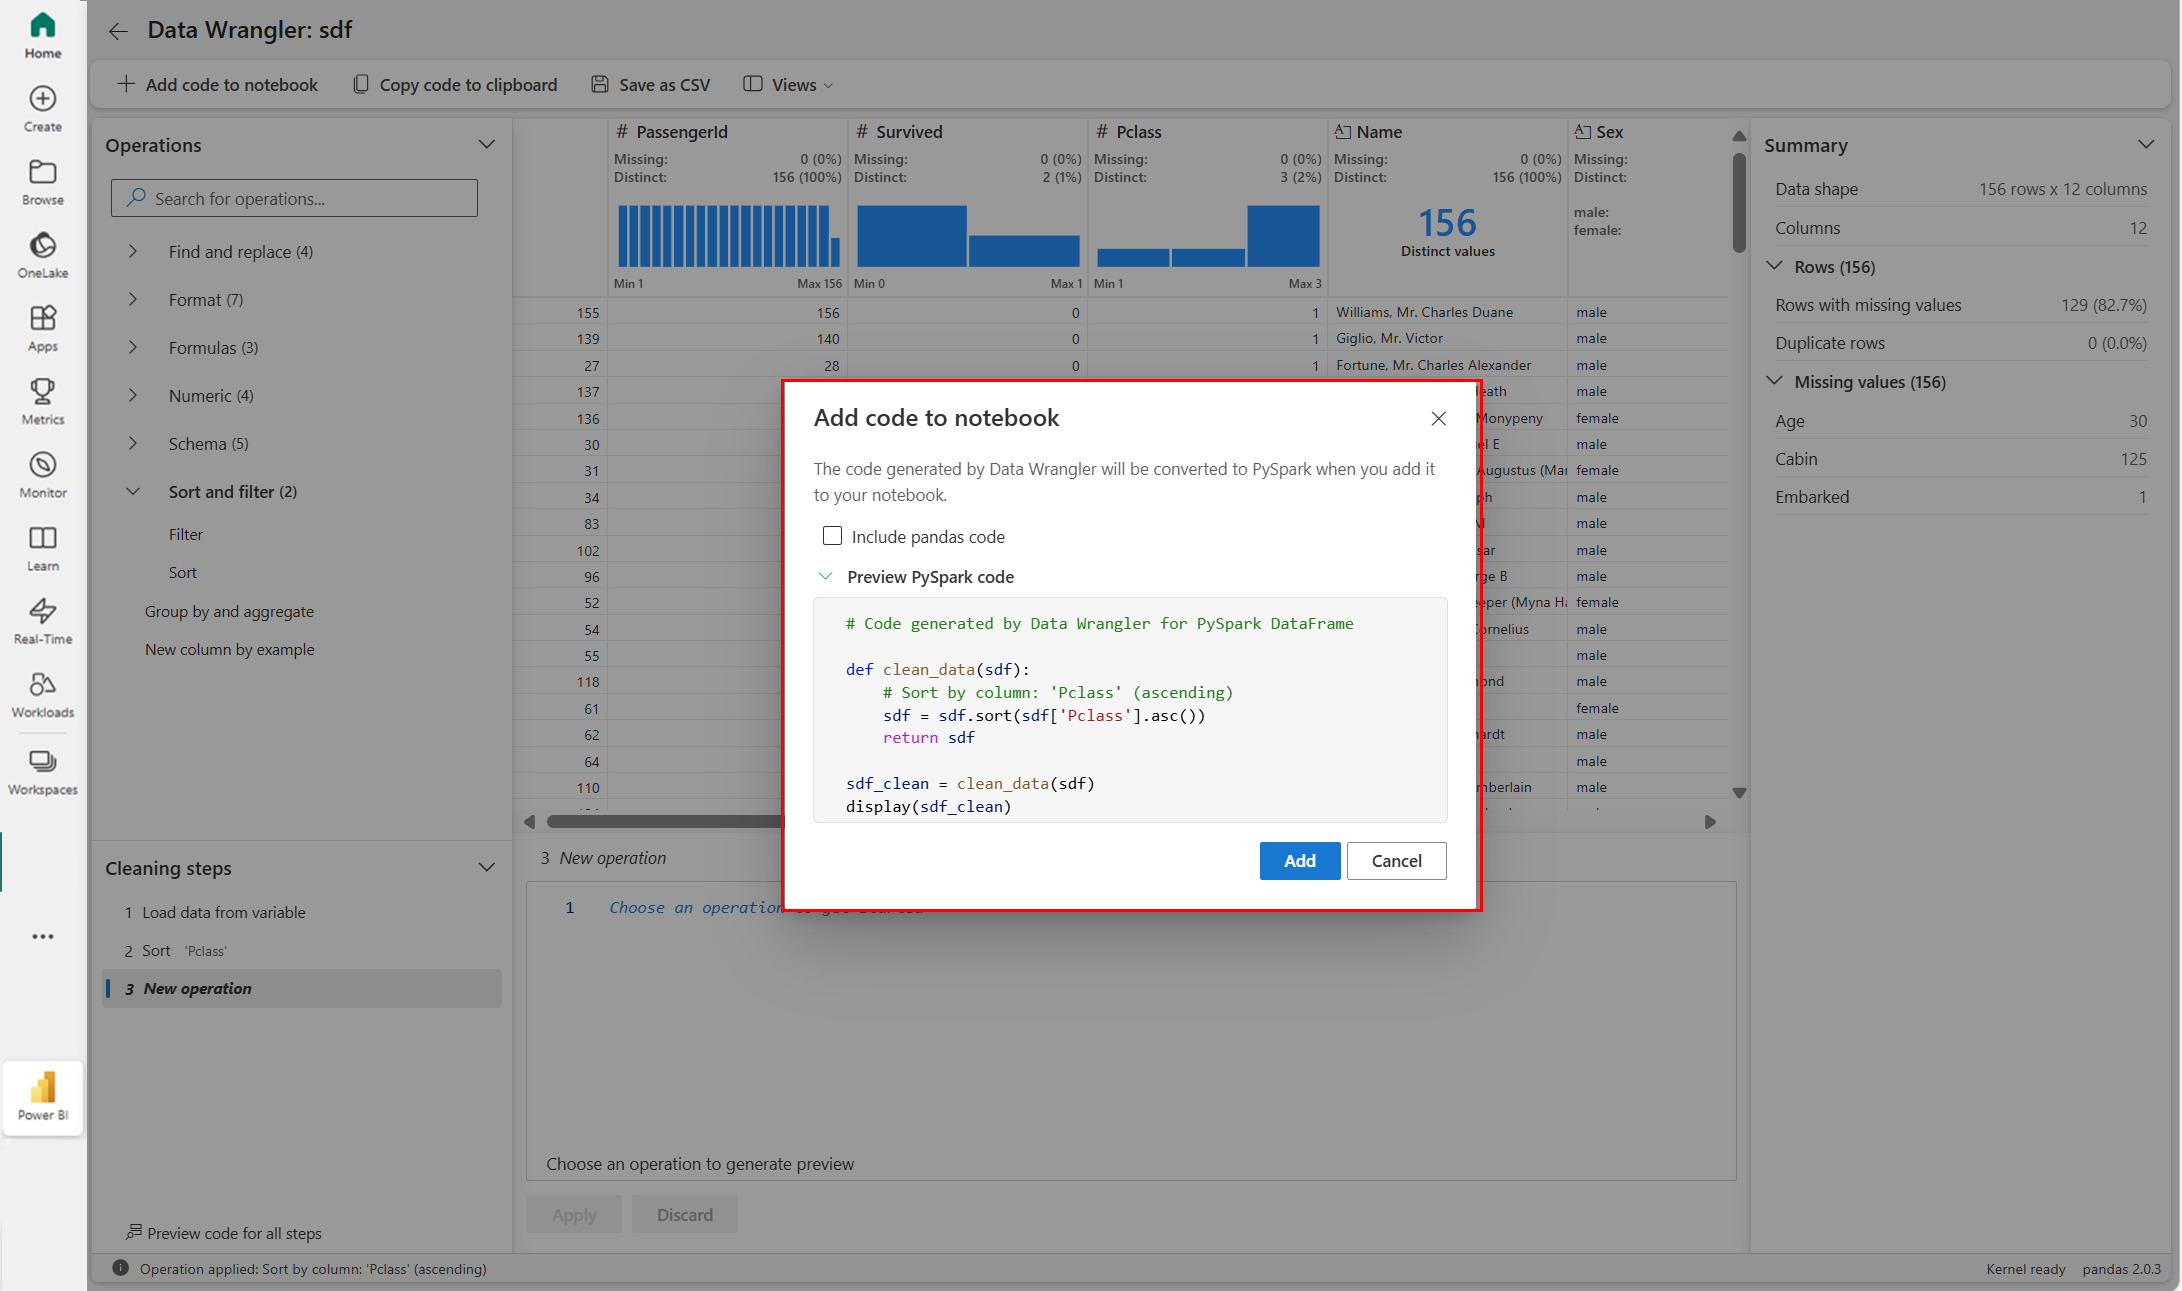 Home
Create
Browse
OneLake
Apps
Metrics
Monitor
Learn
Real-Time
Workloads
Workspaces
Power BI
Data Wrangler: sdf
Add code to notebook
Copy code to clipboard
Save as CSV
Views
Operations
Search for operations...
Find and replace (4)
Format (7)
Formulas (3)
Numeric (4)
Schema (5)
Sort and filter (2)
Filter
Sort
Group by and aggregate
New column by example
Cleaning steps
1 Load data from variable
2 Sort 'Pclass'
3 New operation
Preview code for all steps
# PassengerId
Missing: 0 (0%)
Distinct: 156 (100%)
Min 1 Max 156
# Survived
Missing: 0 (0%)
Distinct: 2 (1%)
Min 0 Max 1
# Pclass
Missing: 0 (0%)
Distinct: 3 (2%)
Min 1 Max 3
Name
Missing: 0 (0%)
Distinct: 156 (100%)
156
Distinct values
Sex
Missing:
Distinct:
male:
female:
155 156 0 1 Williams, Mr. Charles Duane male
139 140 0 1 Giglio, Mr. Victor male
27 28 0 1 Fortune, Mr. Charles Alexander male
137 male
136 Monypeny female
30 el E male
31 Augustus (Mar female
34 male
83 male
102 male
96 rge B male
52 eeper (Myna Ha female
54 Cornelius male
55 male
118 male
61 female
62 male
64 male
110 mberlain male
Add code to notebook
The code generated by Data Wrangler will be converted to PySpark when you add it
to your notebook.
Include pandas code
Preview PySpark code
# Code generated by Data Wrangler for PySpark DataFrame
def clean_data(sdf):
# Sort by column: 'Pclass' (ascending)
sdf = sdf.sort(sdf['Pclass'].asc())
return sdf
sdf_clean = clean_data(sdf)
display(sdf_clean)
Add
Cancel
3 New operation
1 Choose an operation
Choose an operation to generate preview
Apply
Discard
Summary
Data shape 156 rows x 12 columns
Columns 12
Rows (156)
Rows with missing values 129 (82.7%)
Duplicate rows 0 (0.0%)
Missing values (156)
Age 30
Cabin 125
Embarked 1
Operation applied: Sort by column: 'Pclass' (ascending)
Kernel ready pandas 2.0.3